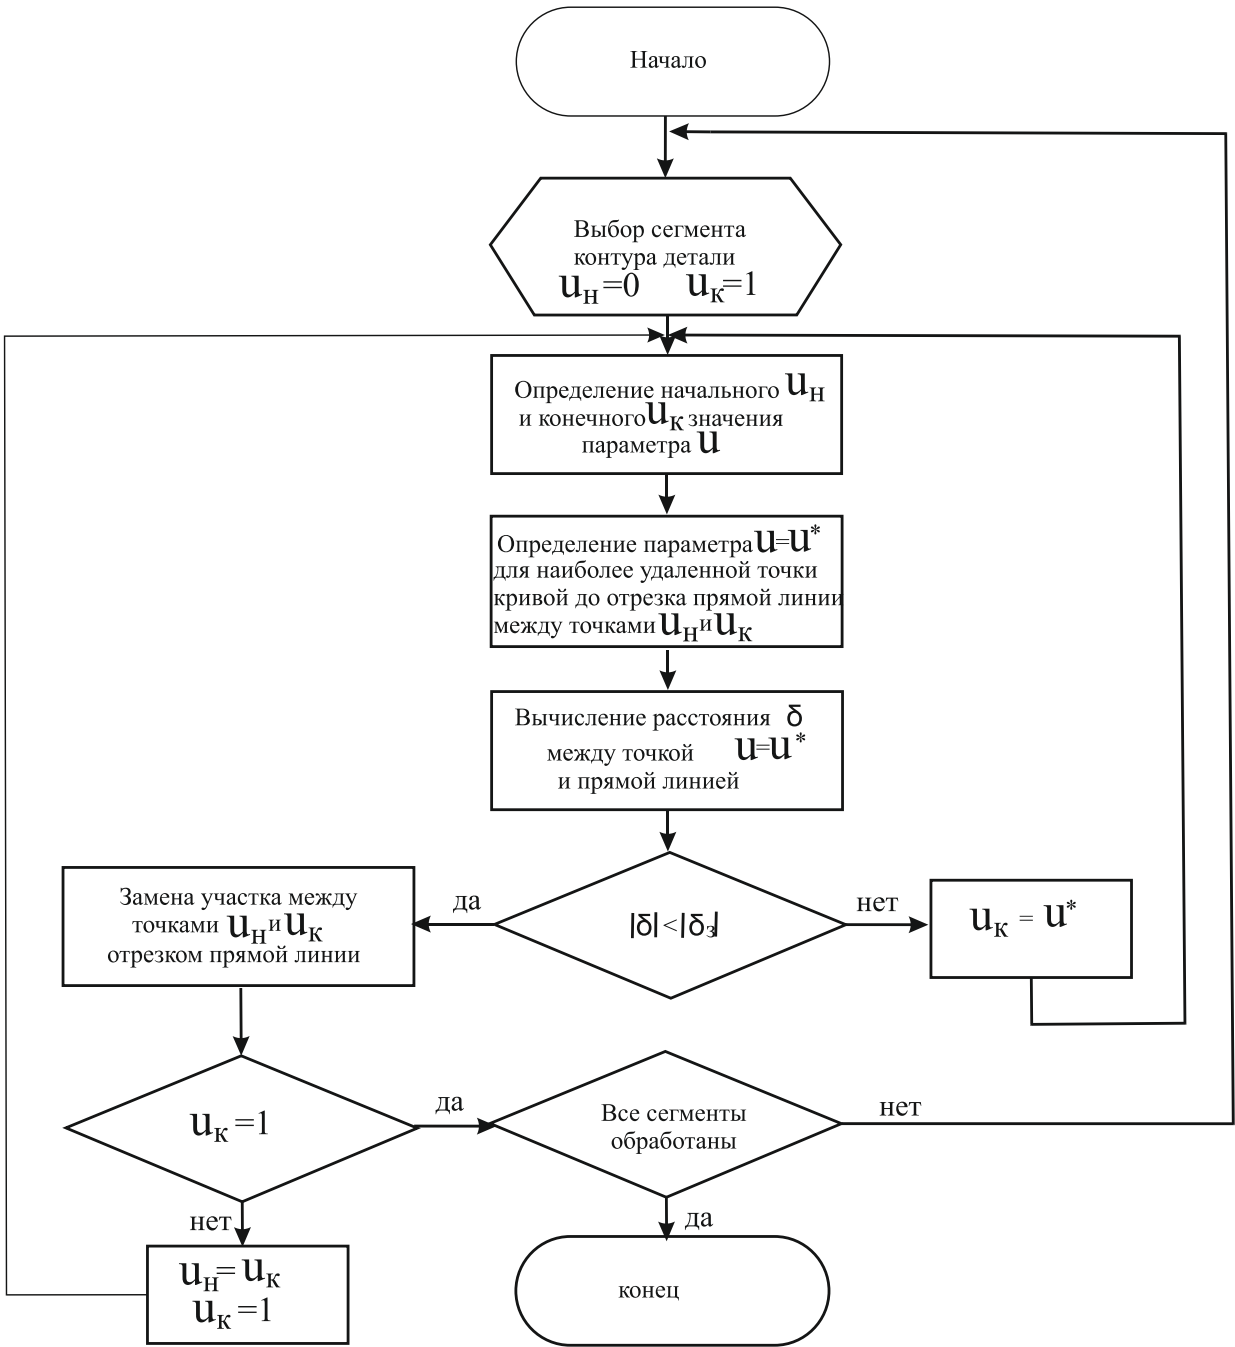 Начало
Выбор сегмента
контура детали
uн=0 uк=1
Определение начального uн
и конечного uк значения
параметра u
Определение параметра u=u*
для наиболее удаленной точки
кривой до отрезка прямой линии
между точками uн и uк
Вычисление расстояния δ
между точкой u=u*
и прямой линией
|δ|<|δз|
да
нет
Замена участка между
точками uн и uк
отрезком прямой линии
uк = u*
uк=1
да
нет
Все сегменты
обработаны
нет
да
uн=uк
uк=1
конец